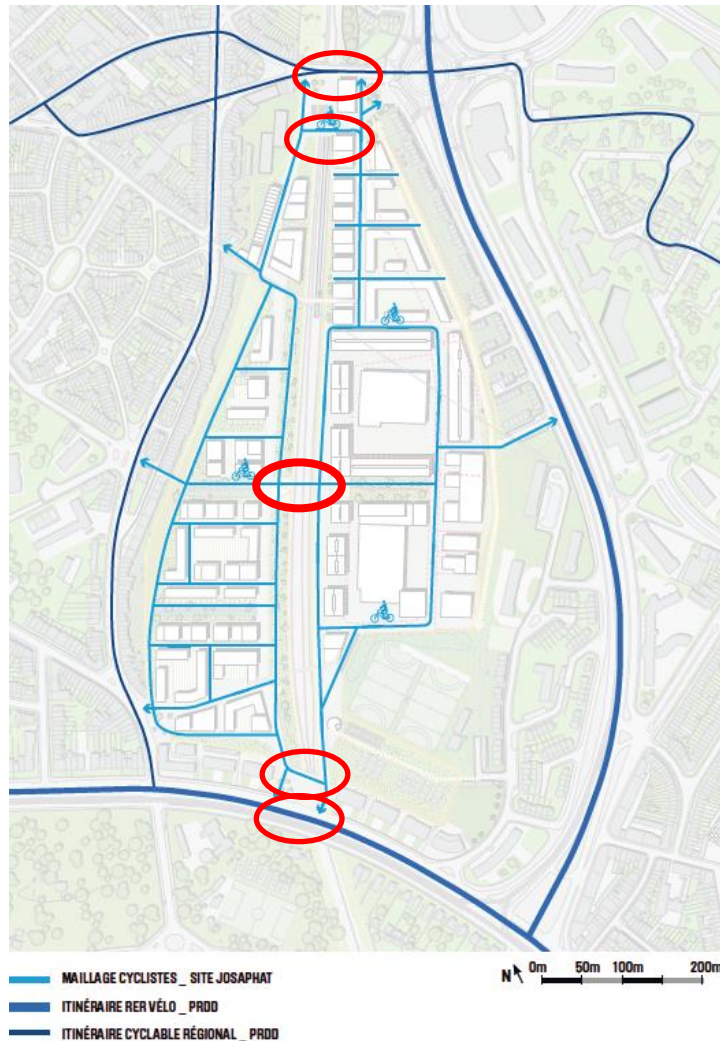 MAILLAGE CYCLISTES _ SITE JOSAPHAT
ITINÉRAIRE RER VÉLO _ PRDD
ITINÉRAIRE CYCLABLE RÉGIONAL _ PRDD
N 0m 50m 100m 200m